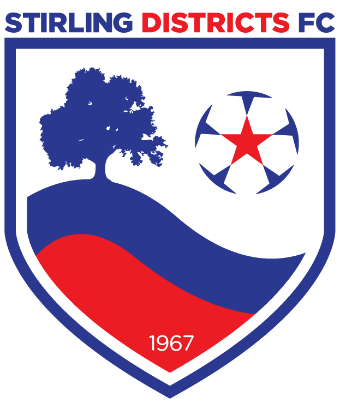 STIRLING DISTRICTS FC
1967